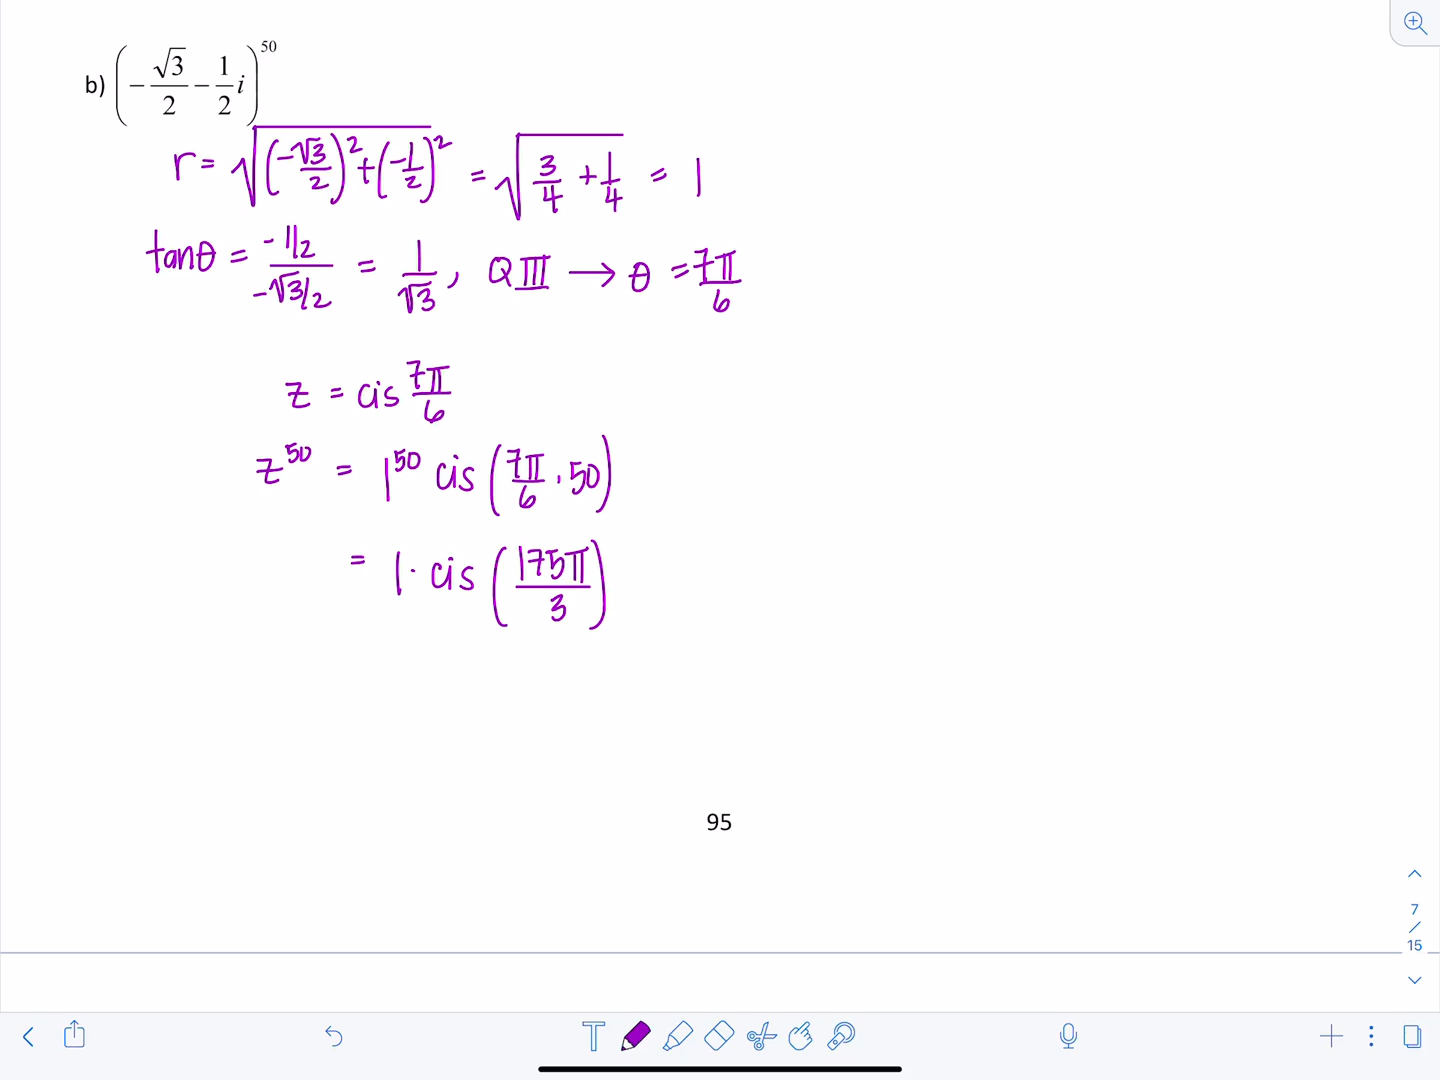 b) (-√3/2 - 1/2 i)^50
r = √((-√3/2)^2 + (-1/2)^2) = √(3/4 + 1/4) = 1
tanθ = -1/2 / -√3/2 = 1/√3, QIII → θ = 7π/6
z = cis 7π/6
z^50 = 1^50 cis (7π/6 · 50)
= 1 · cis (175π/3)
95
7
/
15
T